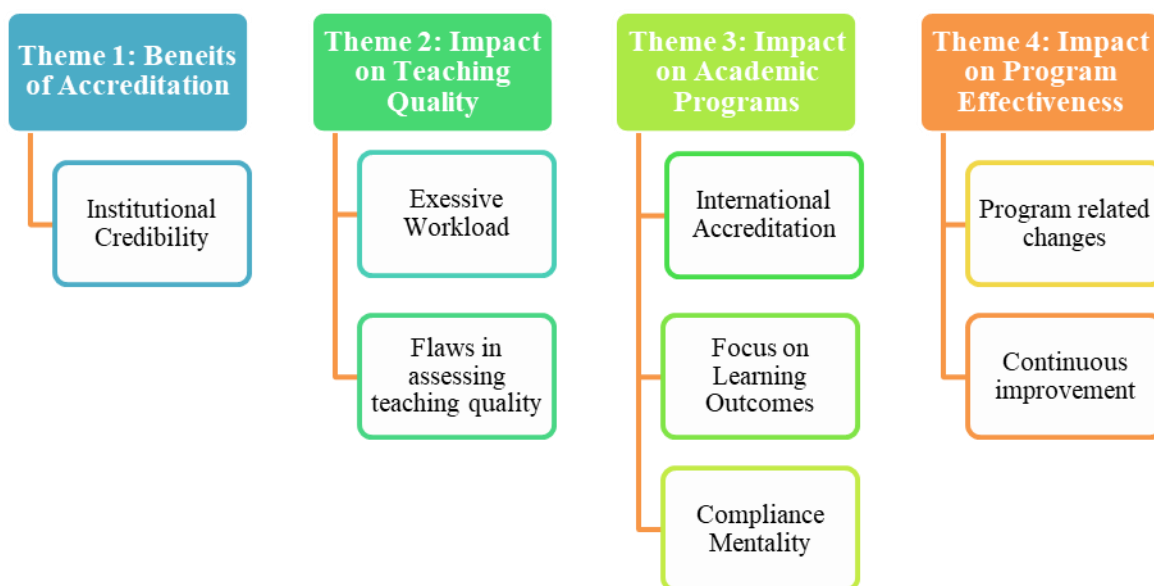 Theme 1: Beneits
of Accreditation
Institutional
Credibility
Theme 2: Impact
on Teaching
Quality
Exessive
Workload
Flaws in
assessing
teaching quality
Theme 3: Impact
on Academic
Programs
International
Accreditation
Focus on
Learning
Outcomes
Compliance
Mentality
Theme 4: Impact
on Program
Effectiveness
Program related
changes
Continuous
improvement